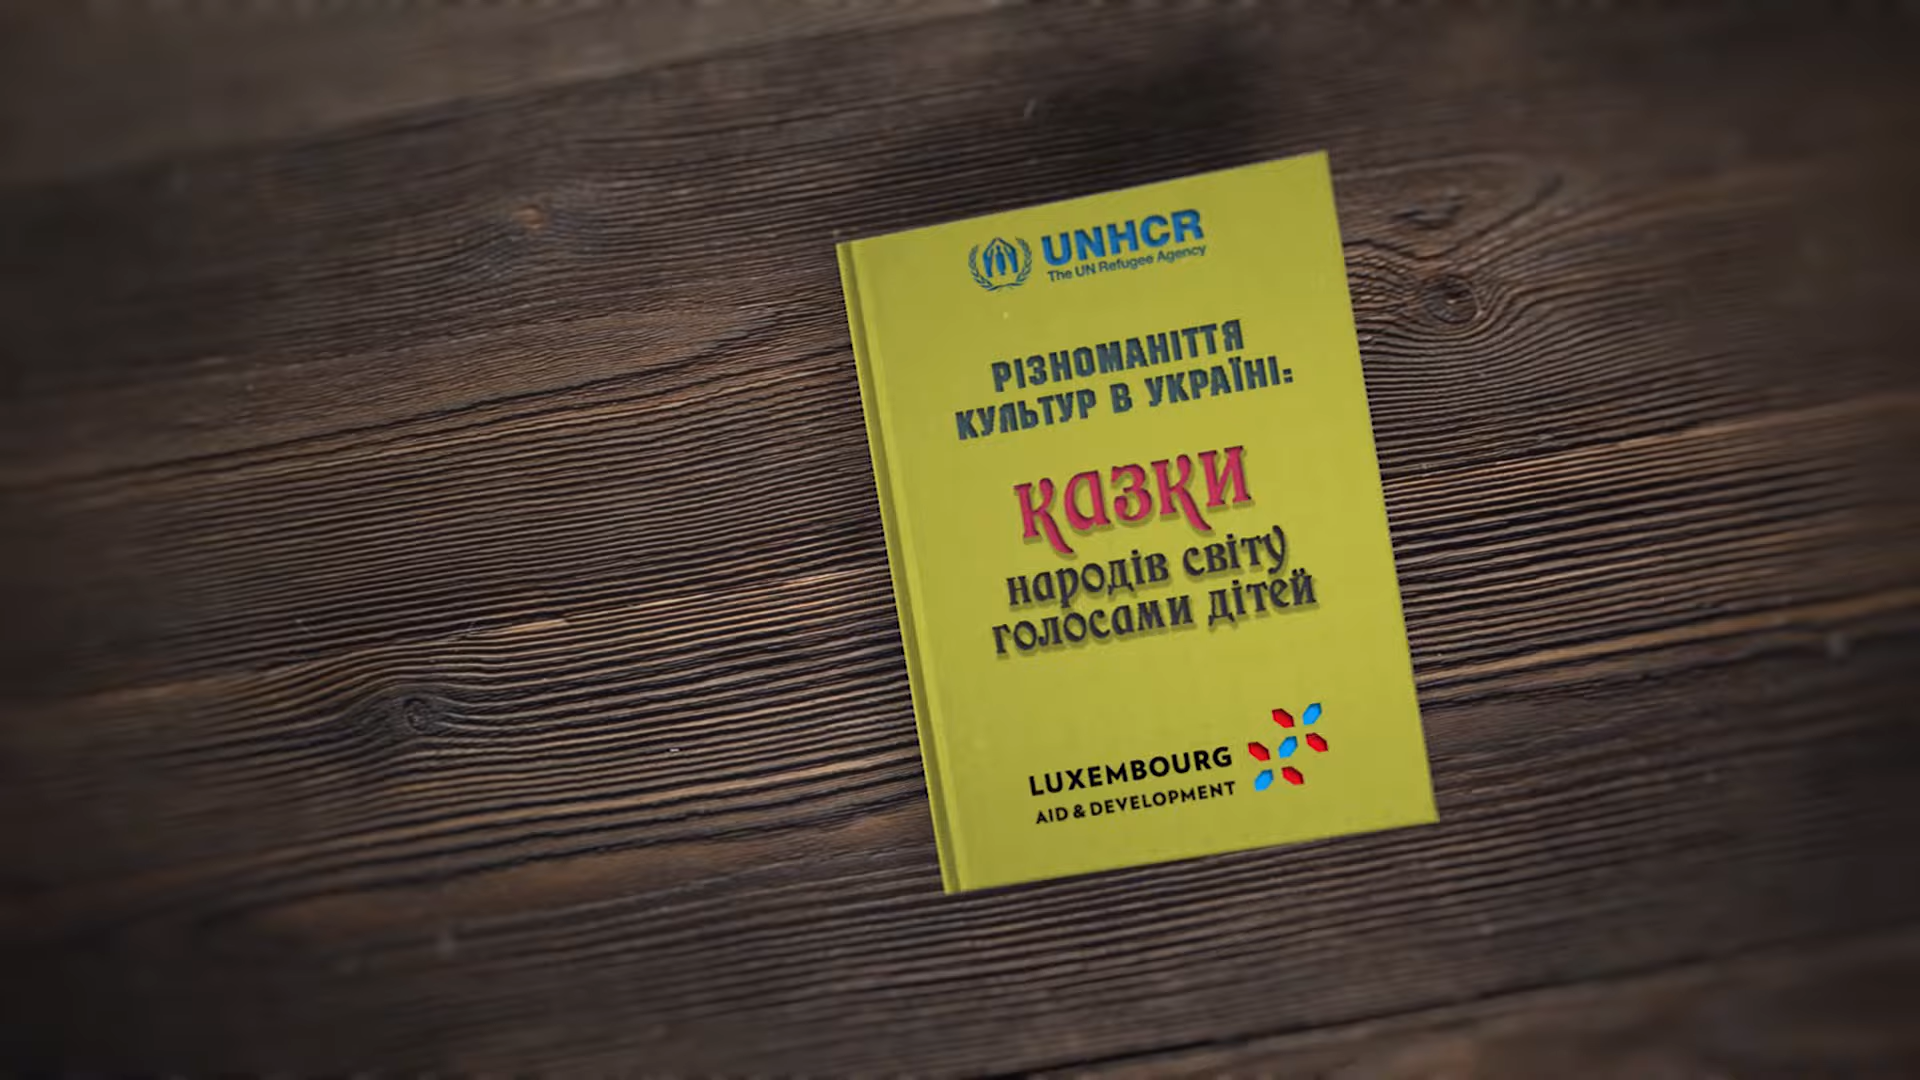 UNHCR
The UN Refugee Agency
РІЗНОМАНІТТЯ
КУЛЬТУР В УКРАЇНІ:
КАЗКИ
народів світу
голосами дітей
LUXEMBOURG
AID & DEVELOPMENT